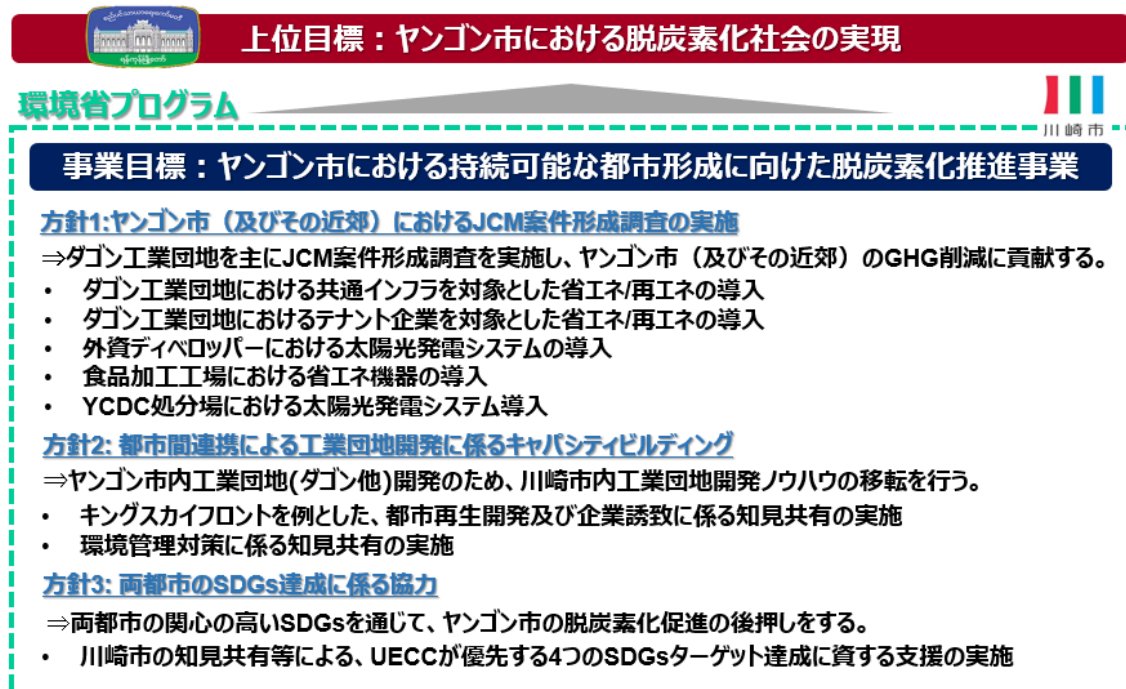 上位目標：ヤンゴン市における脱炭素化社会の実現
環境省プログラム
川崎市
事業目標：ヤンゴン市における持続可能な都市形成に向けた脱炭素化推進事業
方針1:ヤンゴン市（及びその近郊）におけるJCM案件形成調査の実施
⇒ダゴン工業団地を主にJCM案件形成調査を実施し、ヤンゴン市（及びその近郊）のGHG削減に貢献する。
• ダゴン工業団地における共通インフラを対象とした省エネ/再エネの導入
• ダゴン工業団地におけるテナント企業を対象とした省エネ/再エネの導入
• 外資ディベロッパーにおける太陽光発電システムの導入
• 食品加工工場における省エネ機器の導入
• YCDC処分場における太陽光発電システム導入
方針2: 都市間連携による工業団地開発に係るキャパシティビルディング
⇒ヤンゴン市内工業団地(ダゴン他)開発のため、川崎市内工業団地開発ノウハウの移転を行う。
• キングスカイフロントを例とした、都市再生開発及び企業誘致に係る知見共有の実施
• 環境管理対策に係る知見共有の実施
方針3: 両都市のSDGs達成に係る協力
⇒両都市の関心の高いSDGsを通じて、ヤンゴン市の脱炭素化促進の後押しをする。
• 川崎市の知見共有等による、UECCが優先する4つのSDGsターゲット達成に資する支援の実施